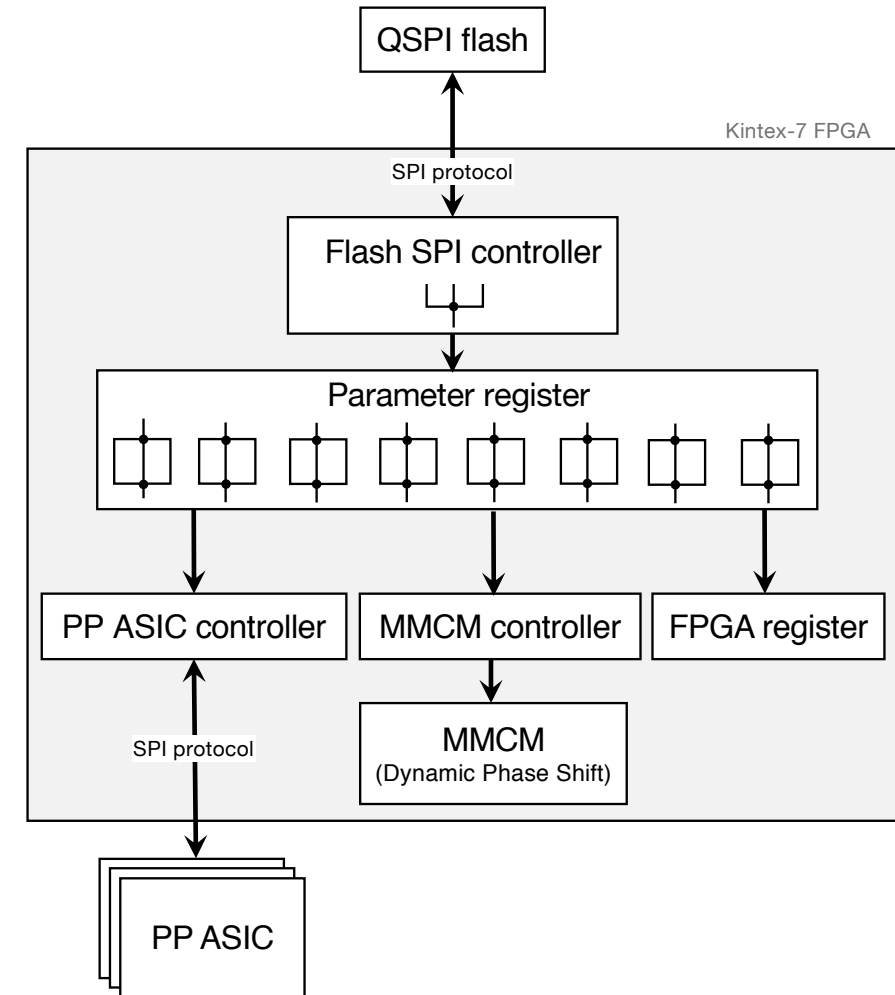 QSPI flash
Kintex-7 FPGA
SPI protocol
Flash SPI controller
Parameter register
PP ASIC controller
MMCM controller
FPGA register
SPI protocol
MMCM
(Dynamic Phase Shift)
PP ASIC